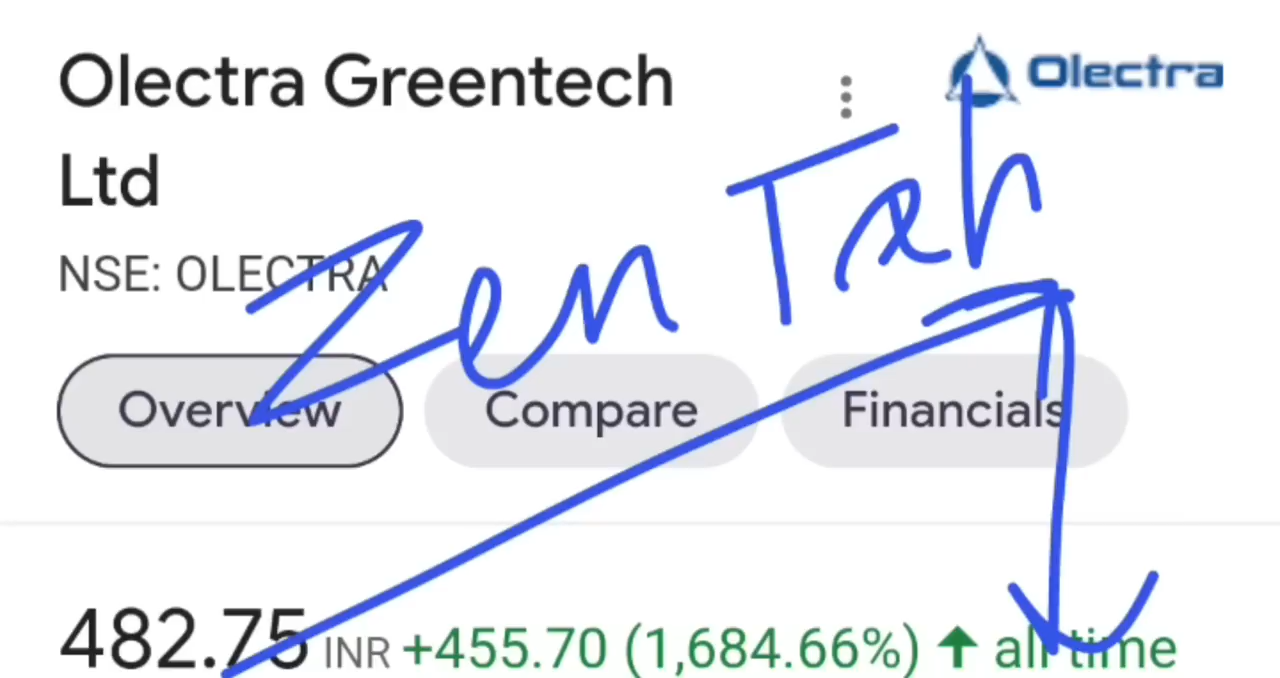 Olectra Greentech
Ltd
Olectra
NSE: OLECTRA
Zen Tech
Overview
Compare
Financials
482.75 INR +455.70 (1,684.66%) ↑ all time